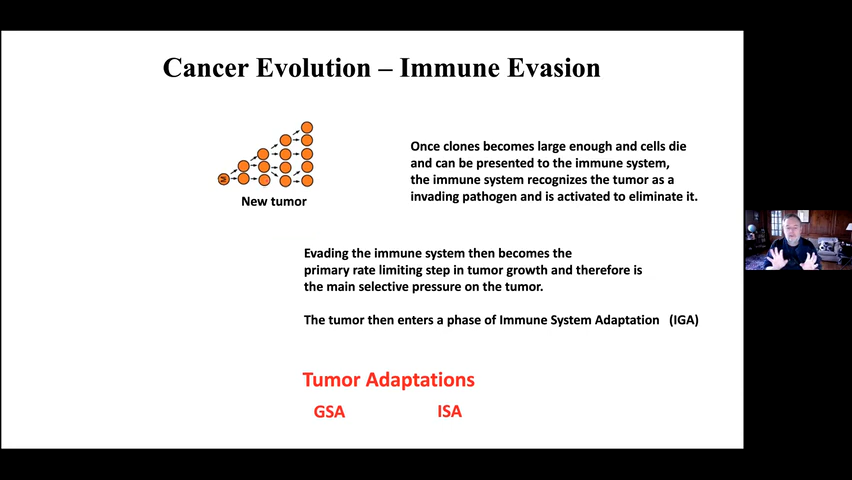 Cancer Evolution – Immune Evasion
Once clones becomes large enough and cells die
and can be presented to the immune system,
the immune system recognizes the tumor as a
invading pathogen and is activated to eliminate it.
New tumor
Evading the immune system then becomes the
primary rate limiting step in tumor growth and therefore is
the main selective pressure on the tumor.
The tumor then enters a phase of Immune System Adaptation (IGA)
Tumor Adaptations
GSA ISA